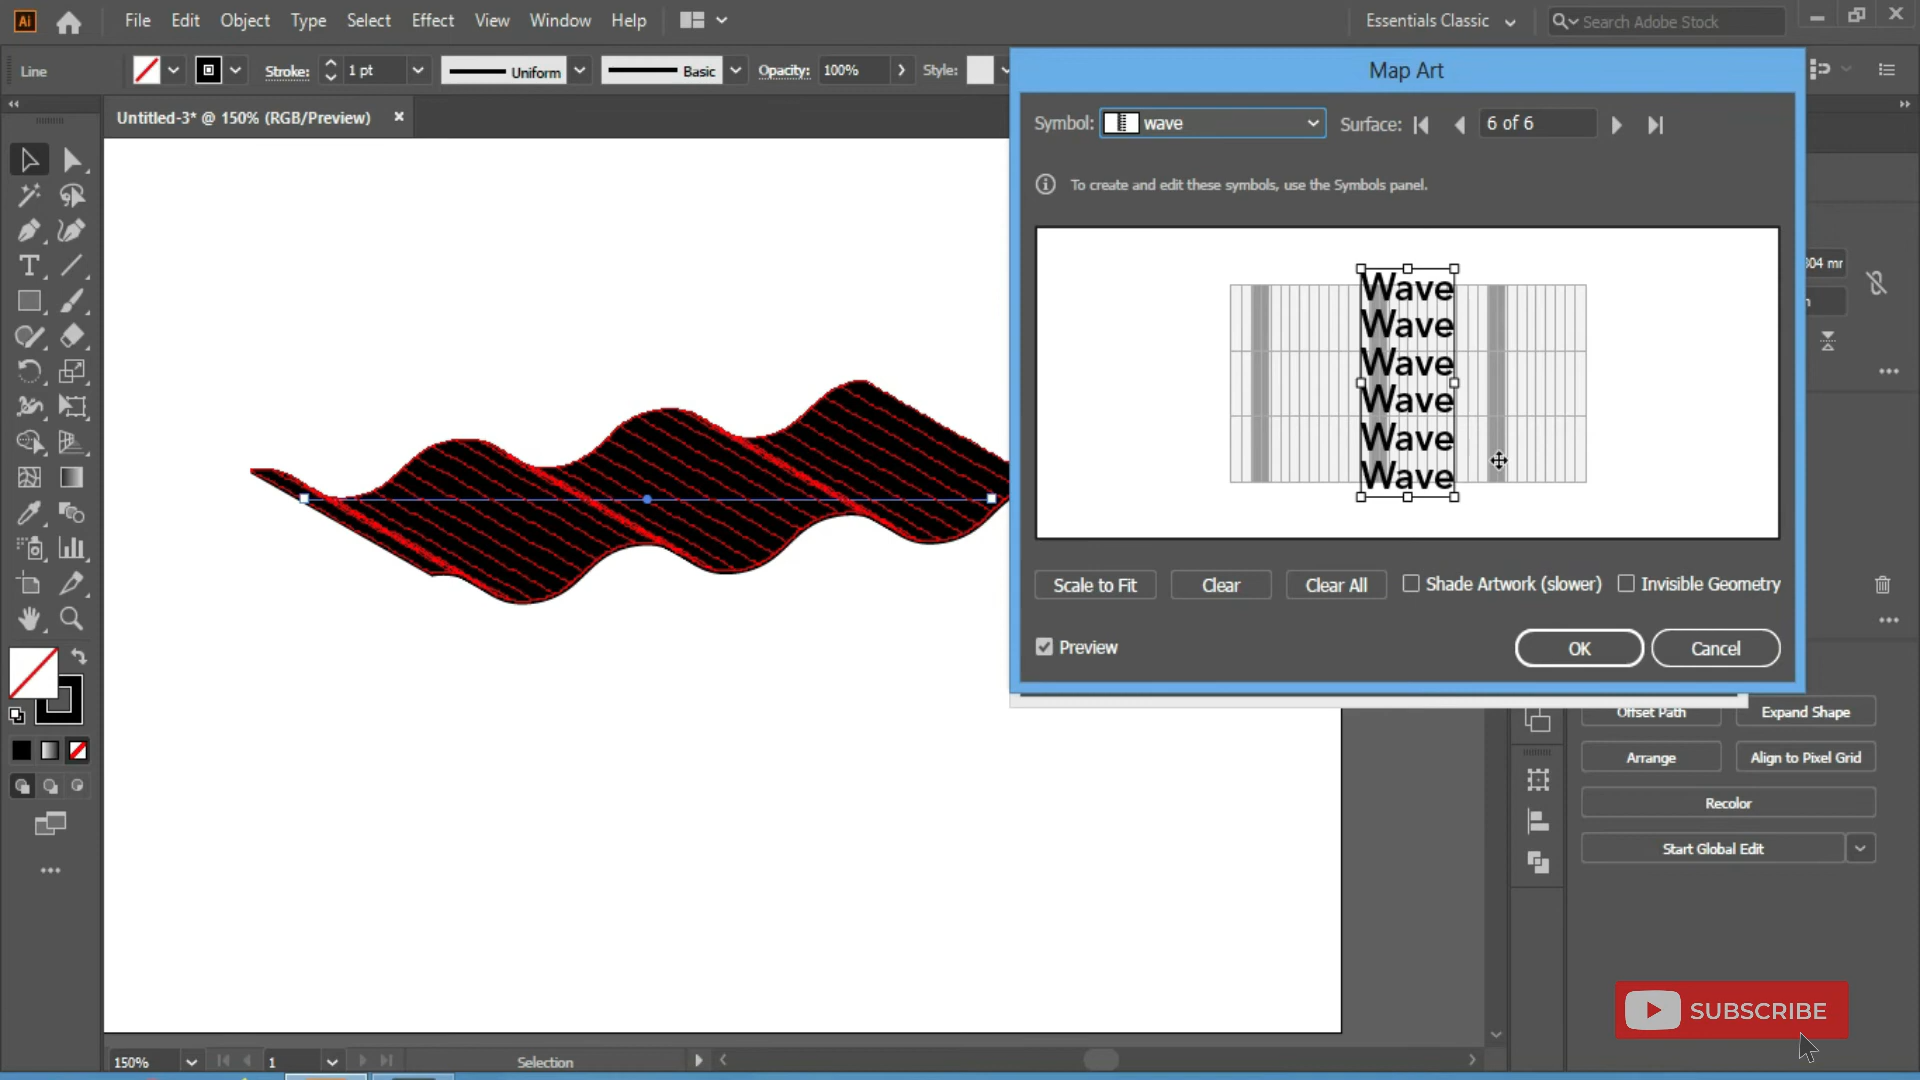 Ai File Edit Object Type Select Effect View Window Help Essentials Classic Search Adobe Stock
Line Stroke: 1 pt Uniform Basic Opacity: 100% Style:
Map Art
Untitled-3* @ 150% (RGB/Preview)
Symbol: wave Surface: 6 of 6
To create and edit these symbols, use the Symbols panel.
Wave
Wave
Wave
Wave
Wave
Wave
Scale to Fit Clear Clear All Shade Artwork (slower) Invisible Geometry
Preview OK Cancel
Offset Path Expand Shape
Arrange Align to Pixel Grid
Recolor
Start Global Edit
SUBSCRIBE
150% 1 Selection